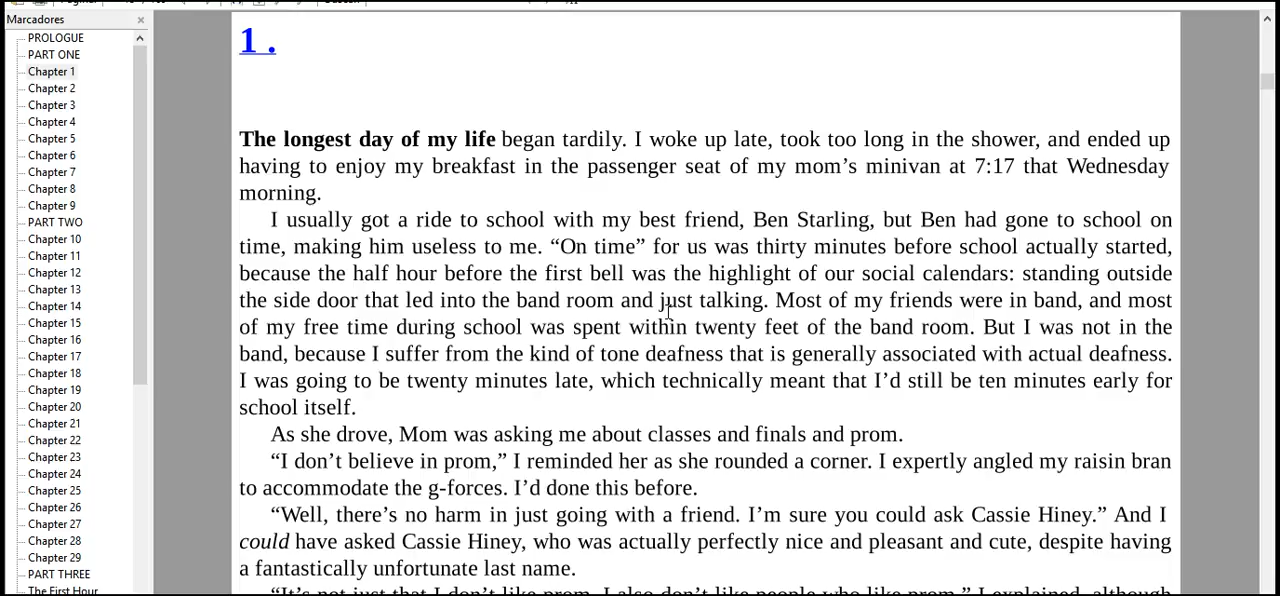 Marcadores
PROLOGUE
PART ONE
Chapter 1
Chapter 2
Chapter 3
Chapter 4
Chapter 5
Chapter 6
Chapter 7
Chapter 8
Chapter 9
PART TWO
Chapter 10
Chapter 11
Chapter 12
Chapter 13
Chapter 14
Chapter 15
Chapter 16
Chapter 17
Chapter 18
Chapter 19
Chapter 20
Chapter 21
Chapter 22
Chapter 23
Chapter 24
Chapter 25
Chapter 26
Chapter 27
Chapter 28
Chapter 29
PART THREE
The First Hour
1 .
The longest day of my life began tardily. I woke up late, took too long in the shower, and ended up
having to enjoy my breakfast in the passenger seat of my mom’s minivan at 7:17 that Wednesday
morning.
I usually got a ride to school with my best friend, Ben Starling, but Ben had gone to school on
time, making him useless to me. “On time” for us was thirty minutes before school actually started,
because the half hour before the first bell was the highlight of our social calendars: standing outside
the side door that led into the band room and just talking. Most of my friends were in band, and most
of my free time during school was spent within twenty feet of the band room. But I was not in the
band, because I suffer from the kind of tone deafness that is generally associated with actual deafness.
I was going to be twenty minutes late, which technically meant that I’d still be ten minutes early for
school itself.
As she drove, Mom was asking me about classes and finals and prom.
“I don’t believe in prom,” I reminded her as she rounded a corner. I expertly angled my raisin bran
to accommodate the g-forces. I’d done this before.
“Well, there’s no harm in just going with a friend. I’m sure you could ask Cassie Hiney.” And I
could have asked Cassie Hiney, who was actually perfectly nice and pleasant and cute, despite having
a fantastically unfortunate last name.
“It’s not just that I don’t like prom. I also don’t like people who like prom,” I explained, although